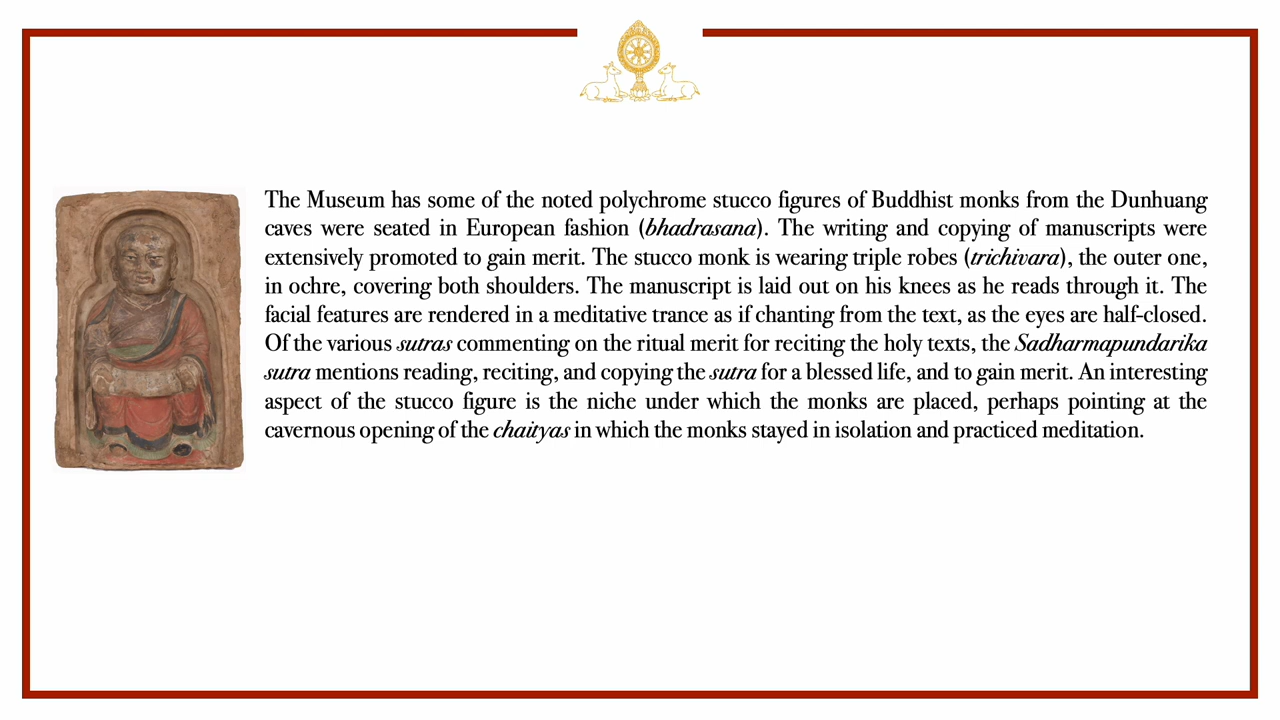 The Museum has some of the noted polychrome stucco figures of Buddhist monks from the Dunhuang
caves were seated in European fashion (bhadrasana). The writing and copying of manuscripts were
extensively promoted to gain merit. The stucco monk is wearing triple robes (trichivara), the outer one,
in ochre, covering both shoulders. The manuscript is laid out on his knees as he reads through it. The
facial features are rendered in a meditative trance as if chanting from the text, as the eyes are half-closed.
Of the various sutras commenting on the ritual merit for reciting the holy texts, the Sadharmapundarika
sutra mentions reading, reciting, and copying the sutra for a blessed life, and to gain merit. An interesting
aspect of the stucco figure is the niche under which the monks are placed, perhaps pointing at the
cavernous opening of the chaityas in which the monks stayed in isolation and practiced meditation.